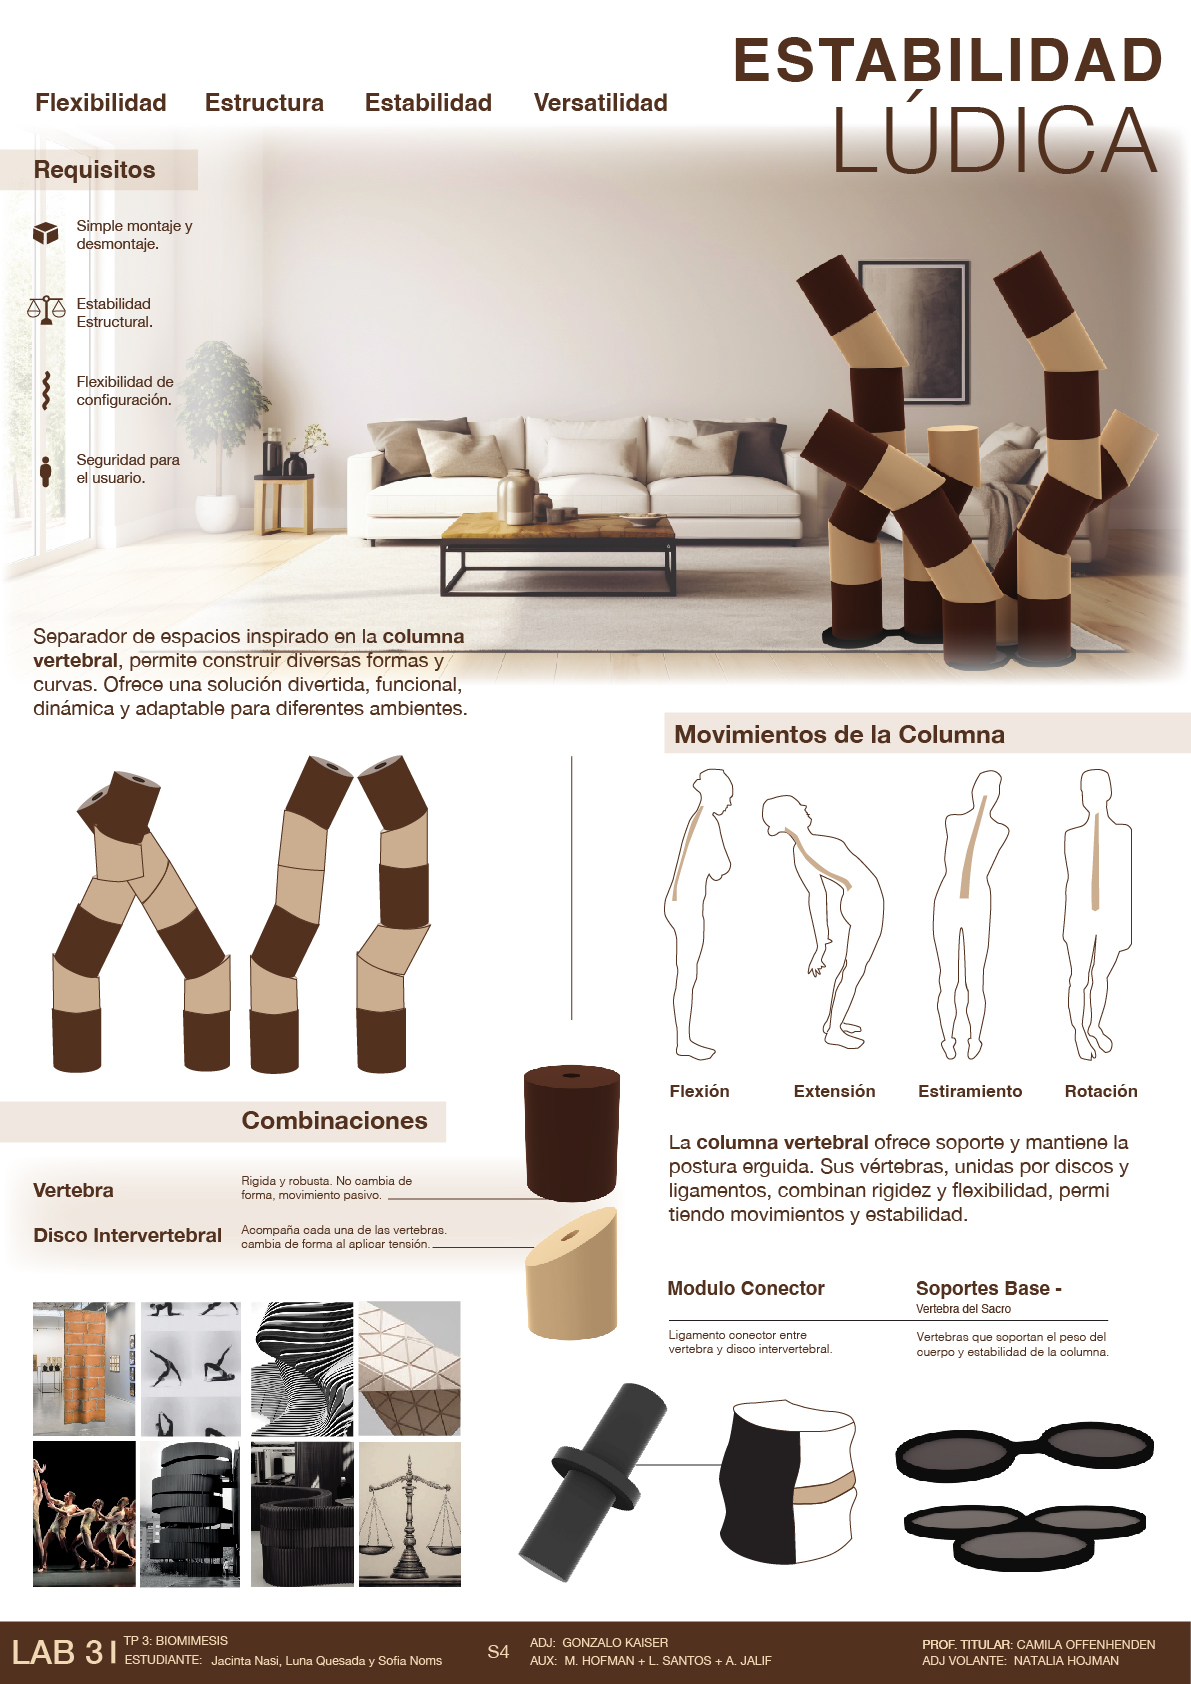 ESTABILIDAD
LÚDICA
Flexibilidad Estructura Estabilidad Versatilidad
Requisitos
Simple montaje y
desmontaje.
Estabilidad
Estructural.
Flexibilidad de
configuración.
Seguridad para
el usuario.
Separador de espacios inspirado en la columna
vertebral, permite construir diversas formas y
curvas. Ofrece una solución divertida, funcional,
dinámica y adaptable para diferentes ambientes.
Movimientos de la Columna
Flexión Extensión Estiramiento Rotación
La columna vertebral ofrece soporte y mantiene la
postura erguida. Sus vértebras, unidas por discos y
ligamentos, combinan rigidez y flexibilidad, permi
tiendo movimientos y estabilidad.
Combinaciones
Vertebra
Rigida y robusta. No cambia de
forma, movimiento pasivo.
Disco Intervertebral
Acompaña cada una de las vertebras.
cambia de forma al aplicar tensión.
Modulo Conector
Ligamento conector entre
vertebra y disco intervertebral.
Soportes Base -
Vertebra del Sacro
Vertebras que soportan el peso del
cuerpo y estabilidad de la columna.
LAB 3 |
TP 3: BIOMIMESIS
ESTUDIANTE: Jacinta Nasi, Luna Quesada y Sofia Noms
S4
ADJ: GONZALO KAISER
AUX: M. HOFMAN + L. SANTOS + A. JALIF
PROF. TITULAR: CAMILA OFFENHENDEN
ADJ VOLANTE: NATALIA HOJMAN